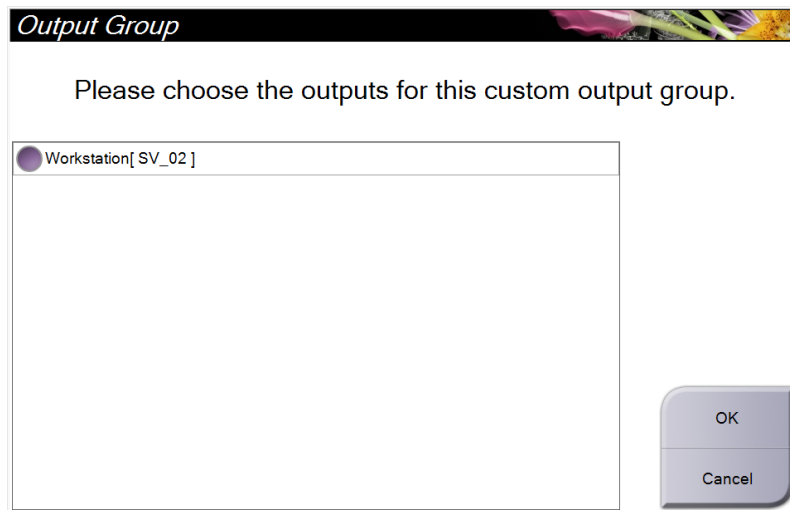 Output Group
Please choose the outputs for this custom output group.
Workstation[ SV_02 ]
OK
Cancel